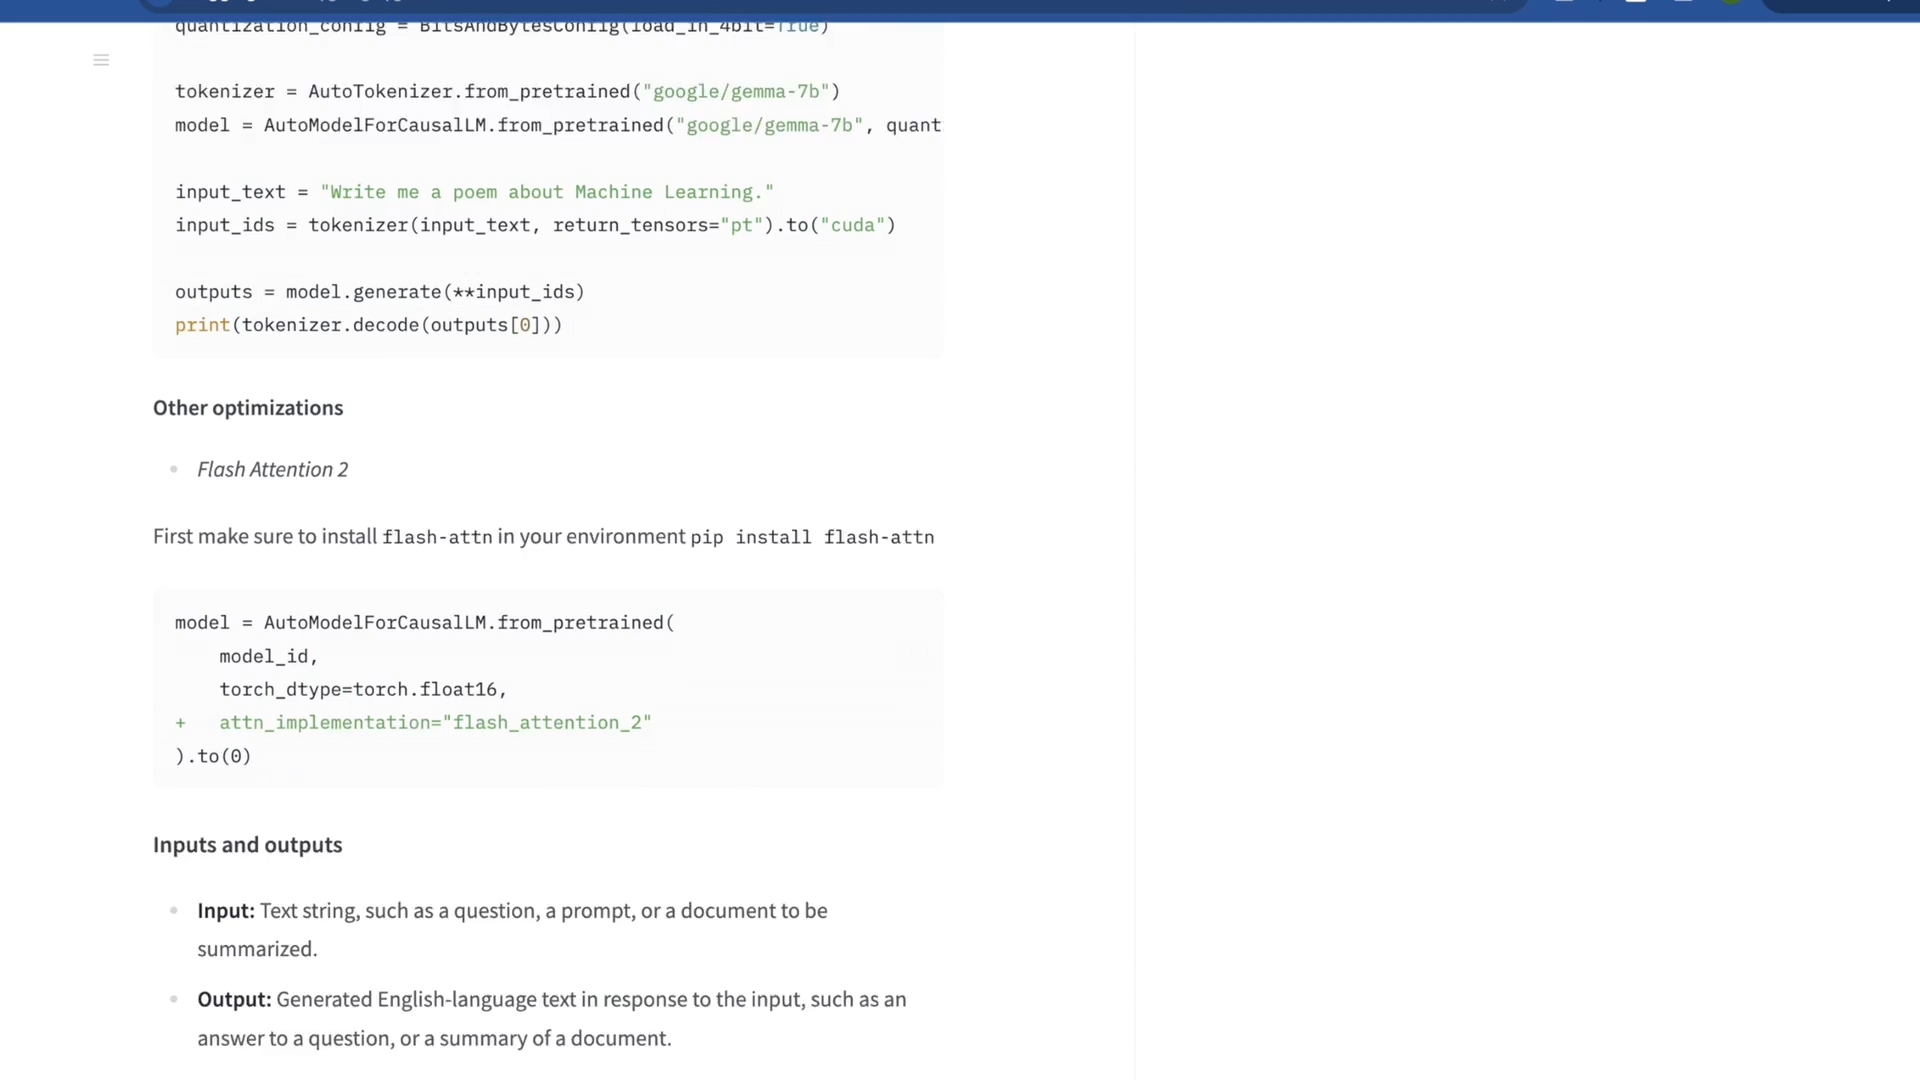 quantization_config = BitsAndBytesConfig(load_in_4bit=True)
tokenizer = AutoTokenizer.from_pretrained("google/gemma-7b")
model = AutoModelForCausalLM.from_pretrained("google/gemma-7b", quant
input_text = "Write me a poem about Machine Learning."
input_ids = tokenizer(input_text, return_tensors="pt").to("cuda")
outputs = model.generate(**input_ids)
print(tokenizer.decode(outputs[0]))
Other optimizations
• Flash Attention 2
First make sure to install flash-attn in your environment pip install flash-attn
model = AutoModelForCausalLM.from_pretrained(
    model_id,
    torch_dtype=torch.float16,
+   attn_implementation="flash_attention_2"
).to(0)
Inputs and outputs
• Input: Text string, such as a question, a prompt, or a document to be
summarized.
• Output: Generated English-language text in response to the input, such as an
answer to a question, or a summary of a document.